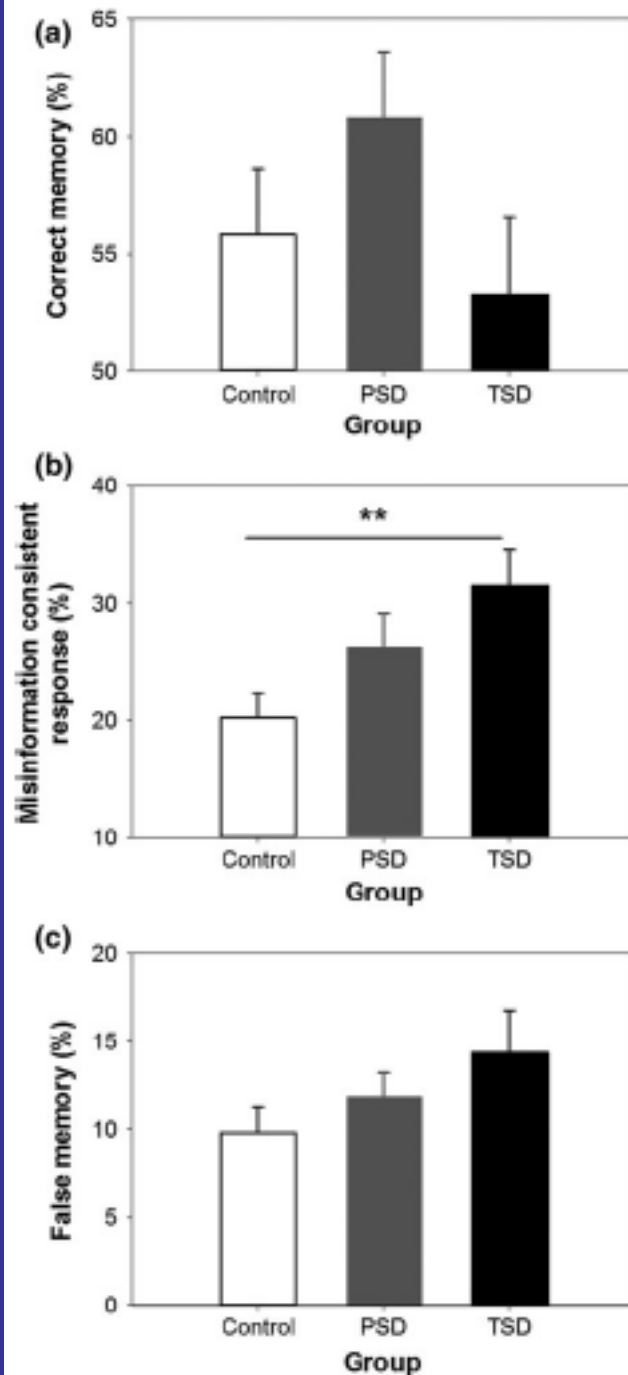 (a)
Correct memory (%)
65
60
55
50
Control PSD TSD
Group
(b)
Misinformation consistent
response (%)
40
**
30
20
10
Control PSD TSD
Group
(c)
False memory (%)
20
15
10
5
0
Control PSD TSD
Group